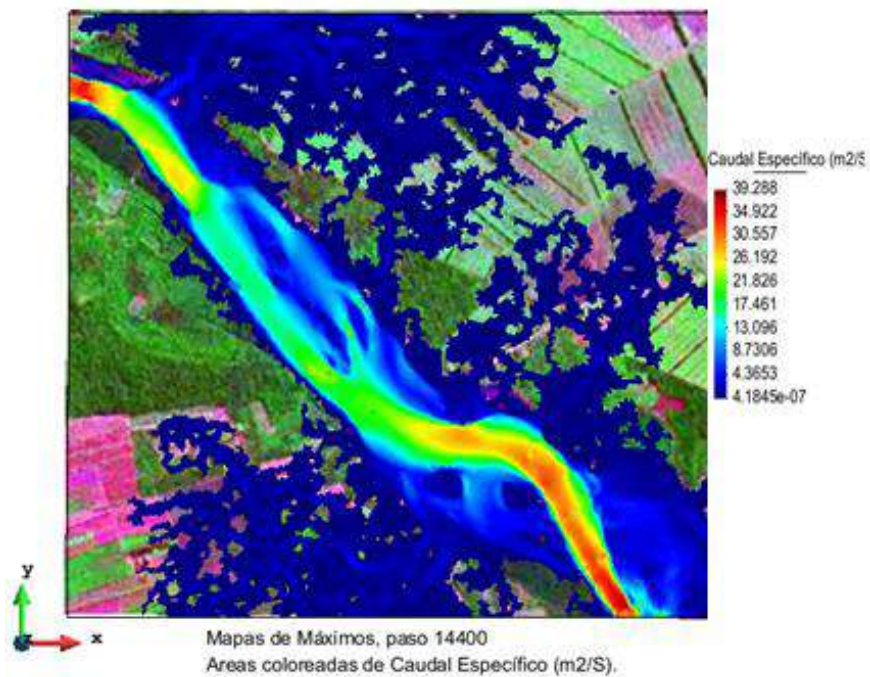 Caudal Específico (m2/S
39.288
34.922
30.557
26.192
21.826
17.461
13.096
8.7306
4.3653
4.1845e-07
y
z x
Mapas de Máximos, paso 14400
Areas coloreadas de Caudal Específico (m2/S).